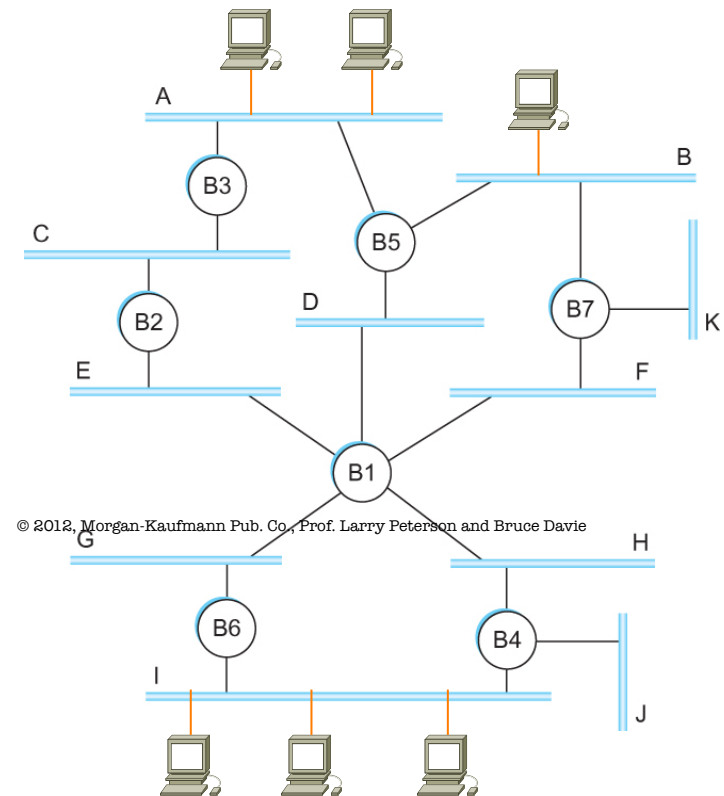 A
B
B3
C
B5
D
B7
B2
K
E
F
B1
© 2012, Morgan-Kaufmann Pub. Co., Prof. Larry Peterson and Bruce Davie
G
H
B6
B4
I
J